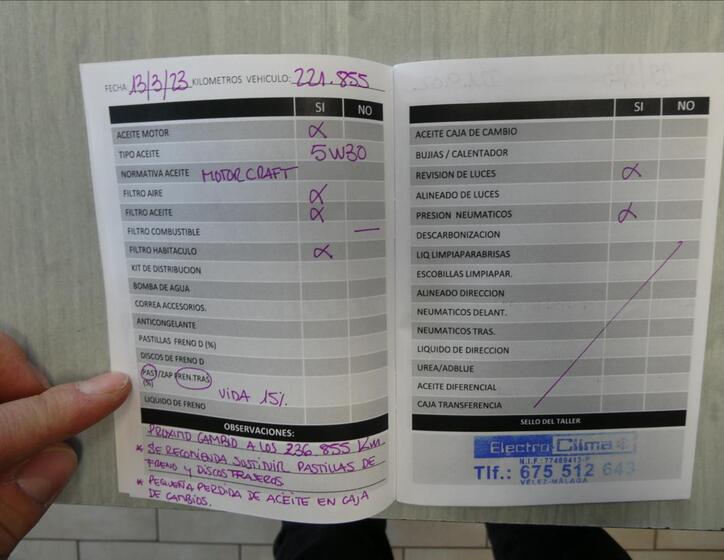 FECHA: 13/3/23 KILOMETROS VEHICULO: 221.855
SI NO
ACEITE MOTOR α
TIPO ACEITE 5W30
NORMATIVA ACEITE MOTORCRAFT
FILTRO AIRE α
FILTRO ACEITE α
FILTRO COMBUSTIBLE —
FILTRO HABITACULO α
KIT DE DISTRIBUCION
BOMBA DE AGUA
CORREA ACCESORIOS.
ANTICONGELANTE
PASTILLAS FRENO D (%)
DISCOS DE FRENO D
PAST/ZAP FREN.TRAS
(%) VIDA 15%.
LIQUIDO DE FRENO
OBSERVACIONES:
PROXIMO CAMBIO A LOS 236.855 Km
* SE RECOMIENDA SUSTITUIR PASTILLAS DE
FRENO Y DISCOS TRASEROS
* PEQUEÑA PERDIDA DE ACEITE EN CAJA
DE CAMBIOS.
SI NO
ACEITE CAJA DE CAMBIO
BUJIAS / CALENTADOR
REVISION DE LUCES α
ALINEADO DE LUCES
PRESION NEUMATICOS α
DESCARBONIZACION
LIQ LIMPIAPARABRISAS
ESCOBILLAS LIMPIAPAR.
ALINEADO DIRECCION
NEUMATICOS DELANT.
NEUMATICOS TRAS.
LIQUIDO DE DIRECCION
UREA/ADBLUE
ACEITE DIFERENCIAL
CAJA TRANSFERENCIA
SELLO DEL TALLER
Electro-Clima
N.I.F.: 77469413-P
Tlf.: 675 512 643
VELEZ-MALAGA